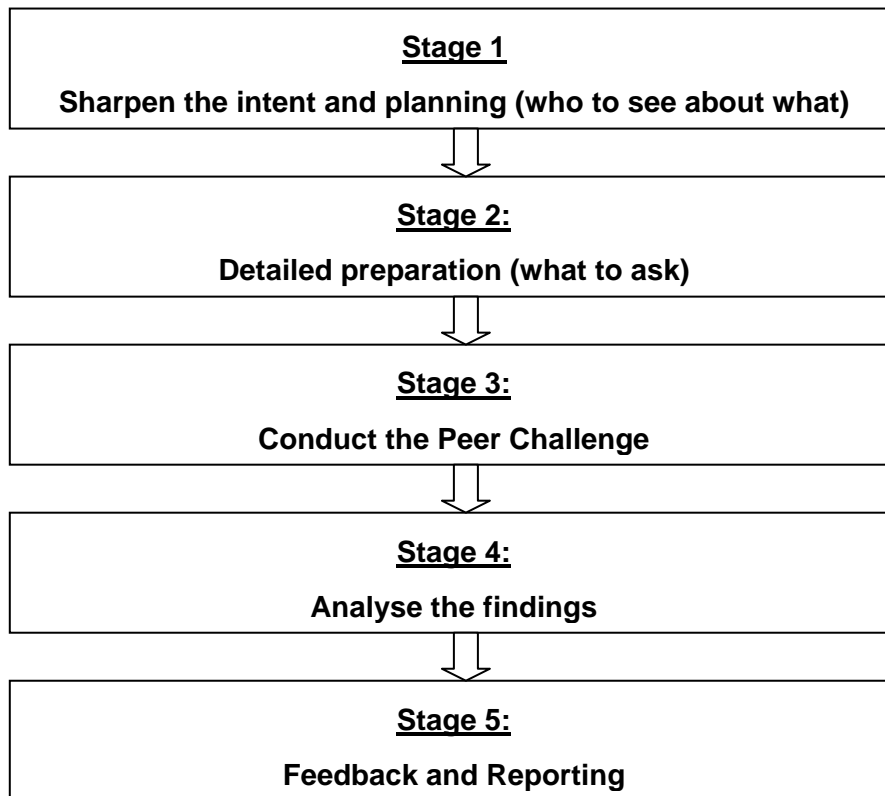 Stage 1
Sharpen the intent and planning (who to see about what)
Stage 2:
Detailed preparation (what to ask)
Stage 3:
Conduct the Peer Challenge
Stage 4:
Analyse the findings
Stage 5:
Feedback and Reporting